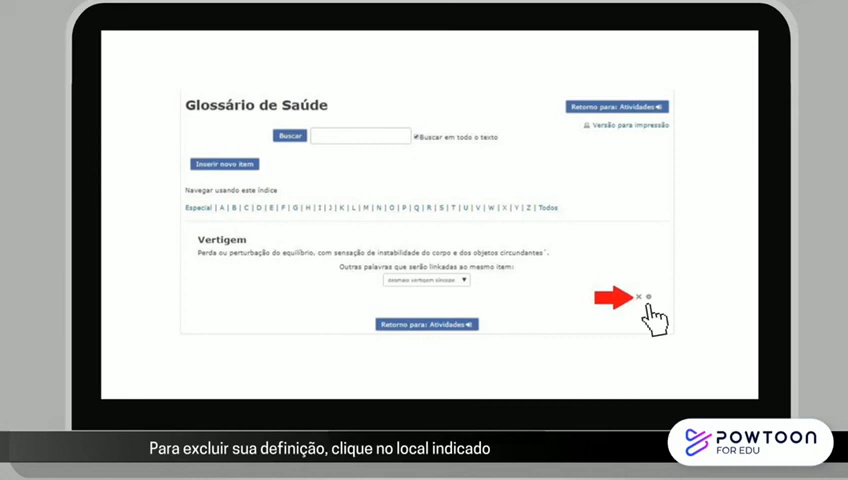 Glossário de Saúde
Retorno para: Atividades
Versão para impressão
Buscar
Buscar em todo o texto
Inserir novo item
Navegar usando este índice
Especial | A | B | C | D | E | F | G | H | I | J | K | L | M | N | O | P | Q | R | S | T | U | V | W | X | Y | Z | Todos
Vertigem
Perda ou perturbação do equilíbrio, com sensação de instabilidade do corpo e dos objetos circundantes".
Outras palavras que serão linkadas ao mesmo item:
vertigem sincope
Retorno para: Atividades
Para excluir sua definição, clique no local indicado
POWTOON
FOR EDU